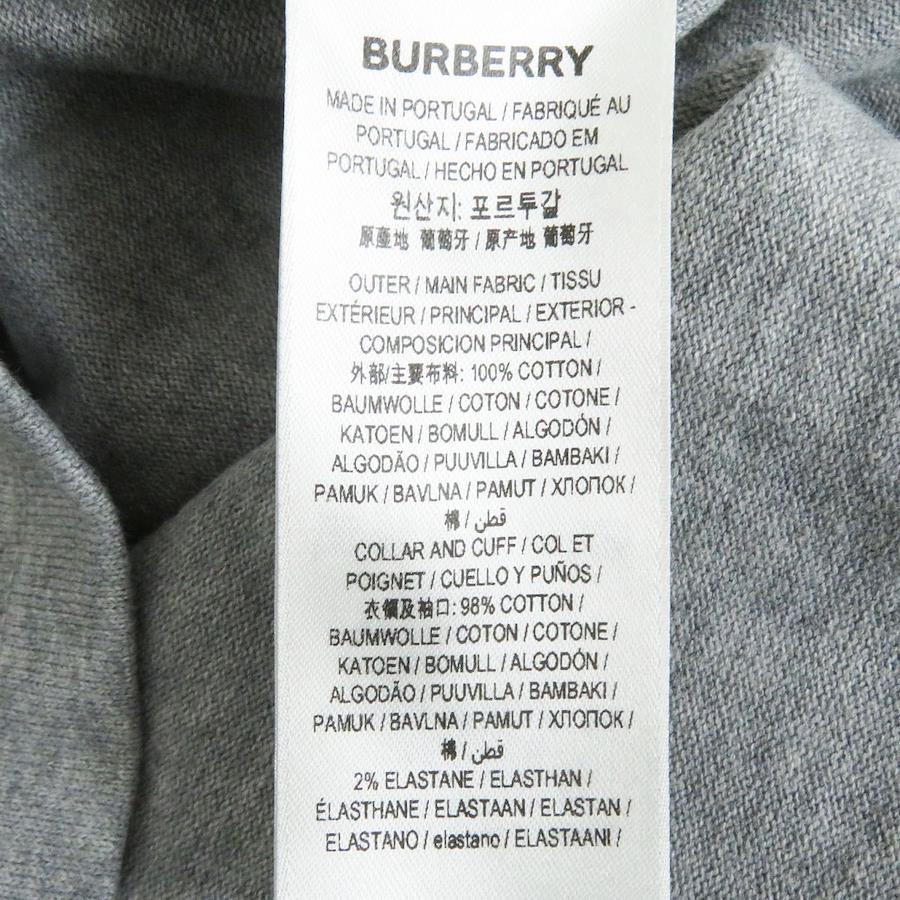 BURBERRY
MADE IN PORTUGAL / FABRIQUÉ AU
PORTUGAL / FABRICADO EM
PORTUGAL / HECHO EN PORTUGAL
원산지: 포르투갈
原產地 葡萄牙 / 原产地 葡萄牙
OUTER / MAIN FABRIC / TISSU
EXTÉRIEUR / PRINCIPAL / EXTERIOR -
COMPOSICION PRINCIPAL /
外部/主要布料: 100% COTTON /
BAUMWOLLE / COTON / COTONE /
KATOEN / BOMULL / ALGODÓN /
ALGODÃO / PUUVILLA / BAMBAKI /
PAMUK / BAVLNA / PAMUT / ХЛОПОК /
棉 / قطن
COLLAR AND CUFF / COL ET
POIGNET / CUELLO Y PUÑOS /
衣領及袖口: 98% COTTON /
BAUMWOLLE / COTON / COTONE /
KATOEN / BOMULL / ALGODÓN /
ALGODÃO / PUUVILLA / BAMBAKI /
PAMUK / BAVLNA / PAMUT / ХЛОПОК /
棉 / قطن
2% ELASTANE / ELASTHAN /
ÉLASTHANE / ELASTAAN / ELASTAN /
ELASTANO / elastano / ELASTAANI /